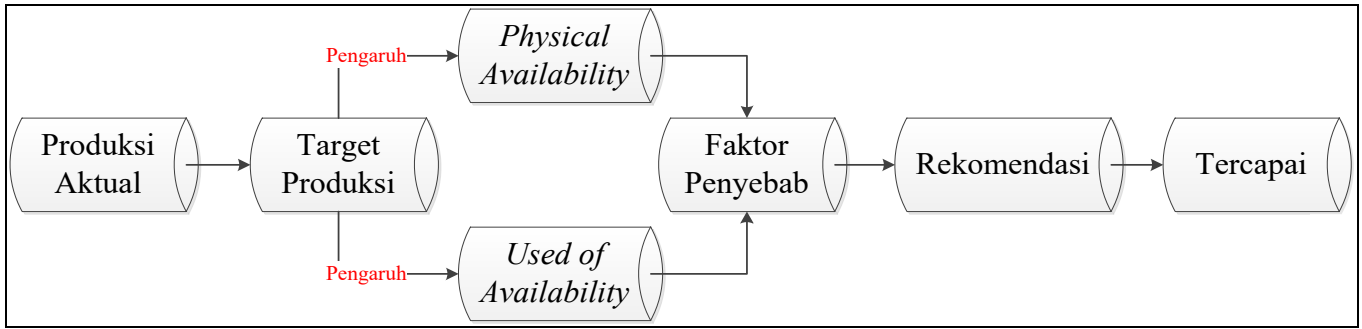 Produksi
Aktual
Target
Produksi
Pengaruh
Physical
Availability
Pengaruh
Used of
Availability
Faktor
Penyebab
Rekomendasi
Tercapai